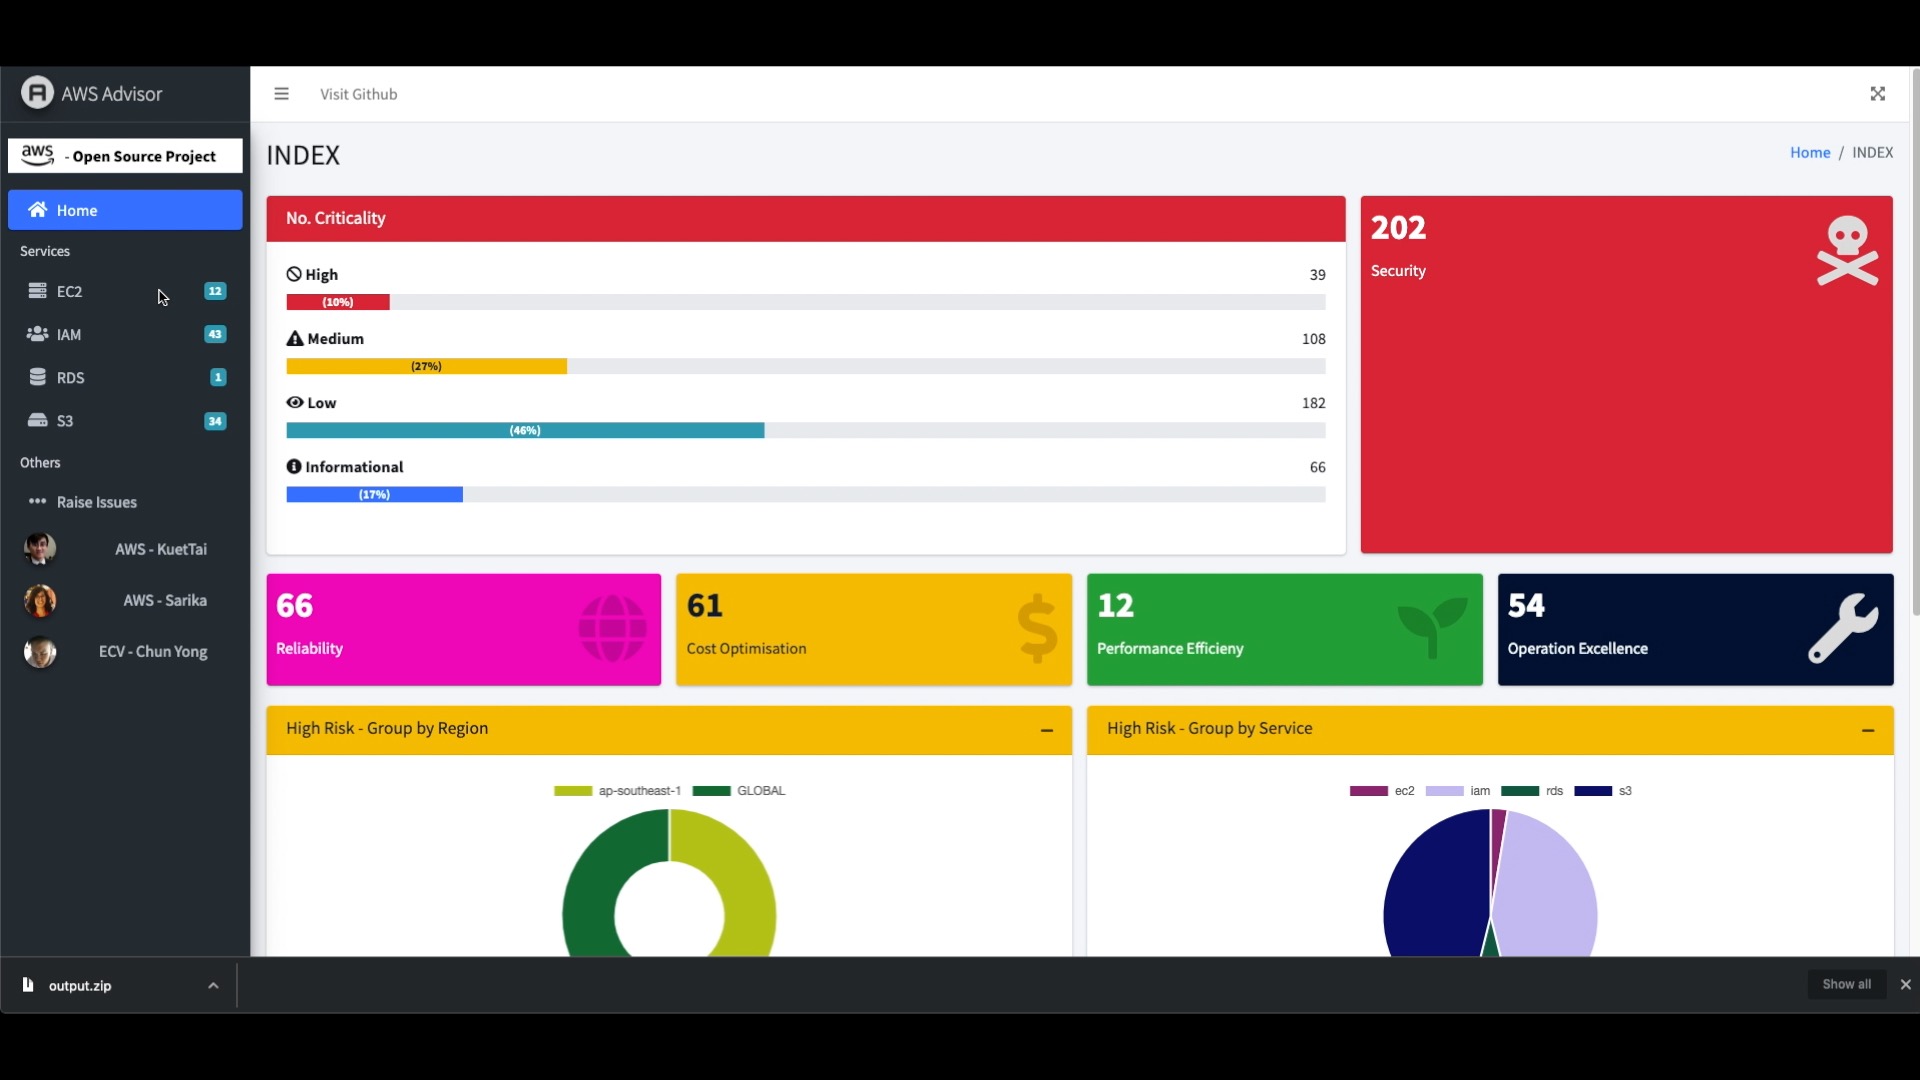 AWS Advisor
Visit Github
aws - Open Source Project
INDEX
Home / INDEX
Home
Services
EC2 12
IAM 43
RDS 1
S3 34
Others
Raise Issues
AWS - KuetTai
AWS - Sarika
ECV - Chun Yong
No. Criticality
High 39
(10%)
Medium 108
(27%)
Low 182
(46%)
Informational 66
(17%)
202
Security
66
Reliability
61
Cost Optimisation
12
Performance Efficieny
54
Operation Excellence
High Risk - Group by Region
ap-southeast-1 GLOBAL
High Risk - Group by Service
ec2 iam rds s3
output.zip
Show all